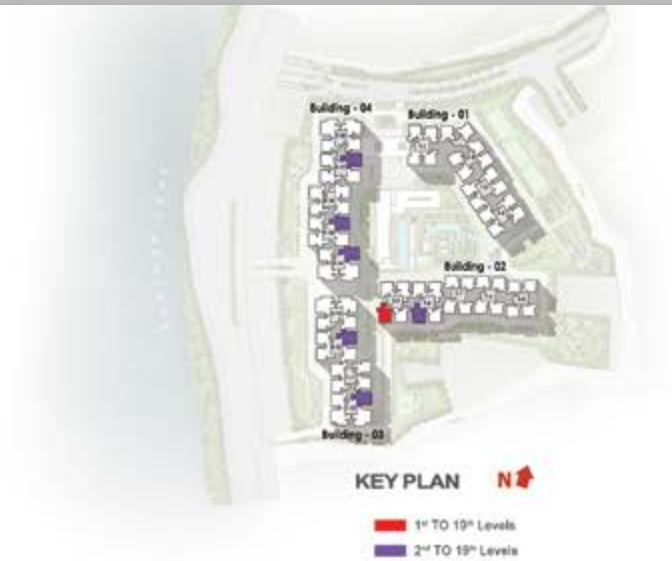 Building - 04
Building - 01
Building - 02
Building - 03
KEY PLAN N
1st TO 19th Levels
2nd TO 19th Levels